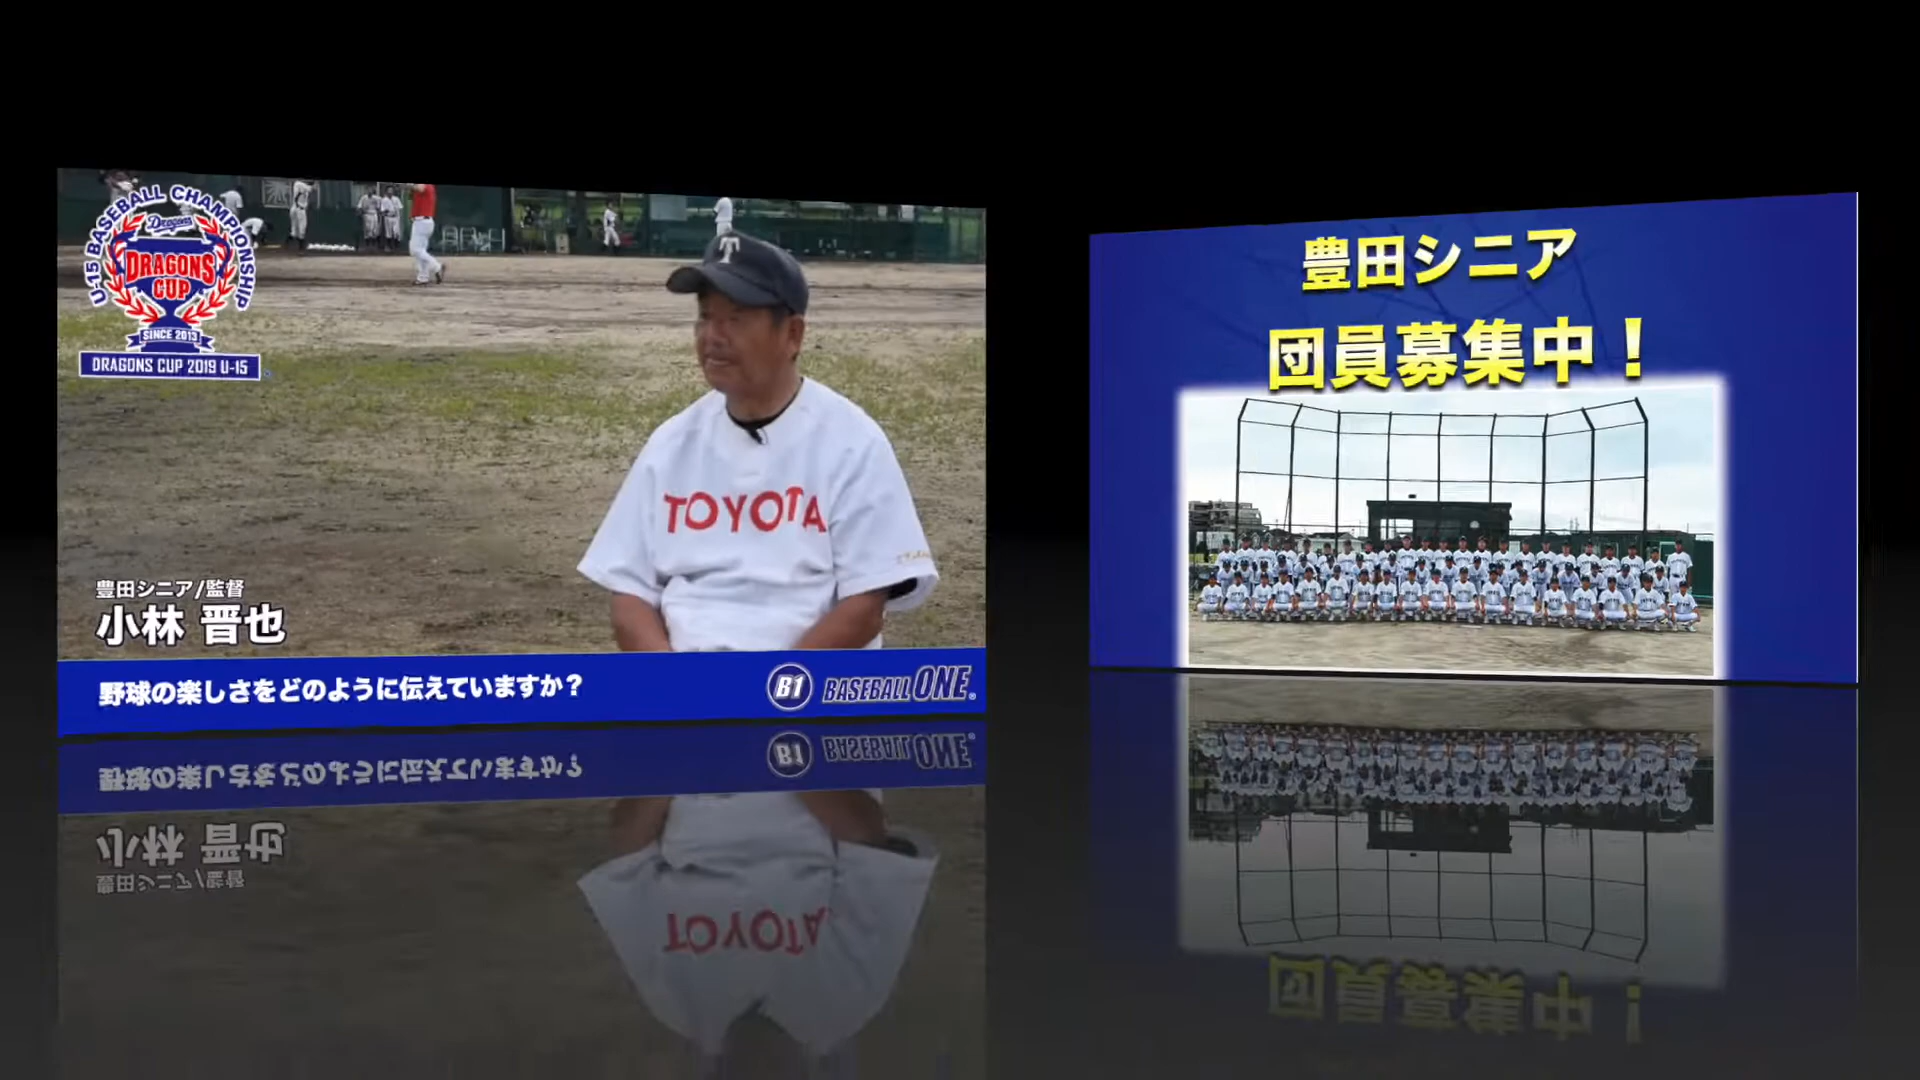 U-15 BASEBALL CHAMPIONSHIP
Dragons
DRAGONS
CUP
SINCE 2013
DRAGONS CUP 2019 U-15
T
TOYOTA
豊田シニア/監督
小林 晋也
野球の楽しさをどのように伝えていますか？
B1 BASEBALL ONE
豊田シニア
団員募集中！